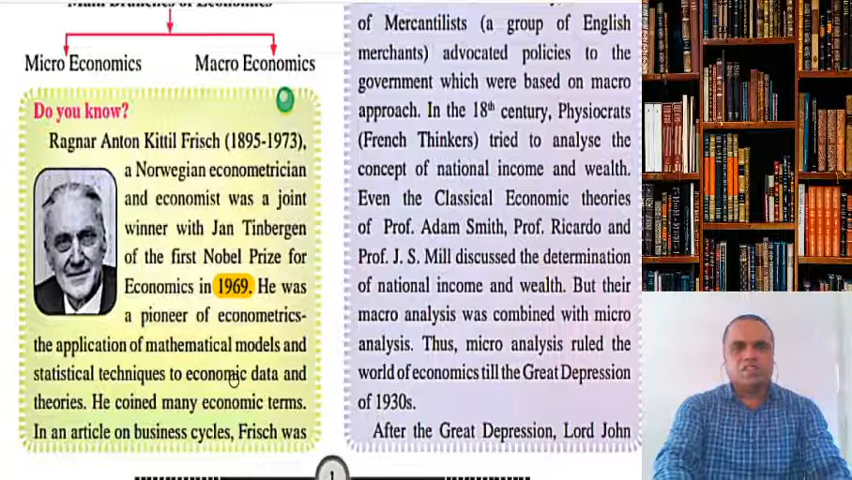 Main Branches of Economics
Micro Economics
Macro Economics
Do you know?
Ragnar Anton Kittil Frisch (1895-1973),
a Norwegian econometrician
and economist was a joint
winner with Jan Tinbergen
of the first Nobel Prize for
Economics in 1969. He was
a pioneer of econometrics-
the application of mathematical models and
statistical techniques to economic data and
theories. He coined many economic terms.
In an article on business cycles, Frisch was
of Mercantilists (a group of English
merchants) advocated policies to the
government which were based on macro
approach. In the 18th century, Physiocrats
(French Thinkers) tried to analyse the
concept of national income and wealth.
Even the Classical Economic theories
of Prof. Adam Smith, Prof. Ricardo and
Prof. J. S. Mill discussed the determination
of national income and wealth. But their
macro analysis was combined with micro
analysis. Thus, micro analysis ruled the
world of economics till the Great Depression
of 1930s.
After the Great Depression, Lord John
1